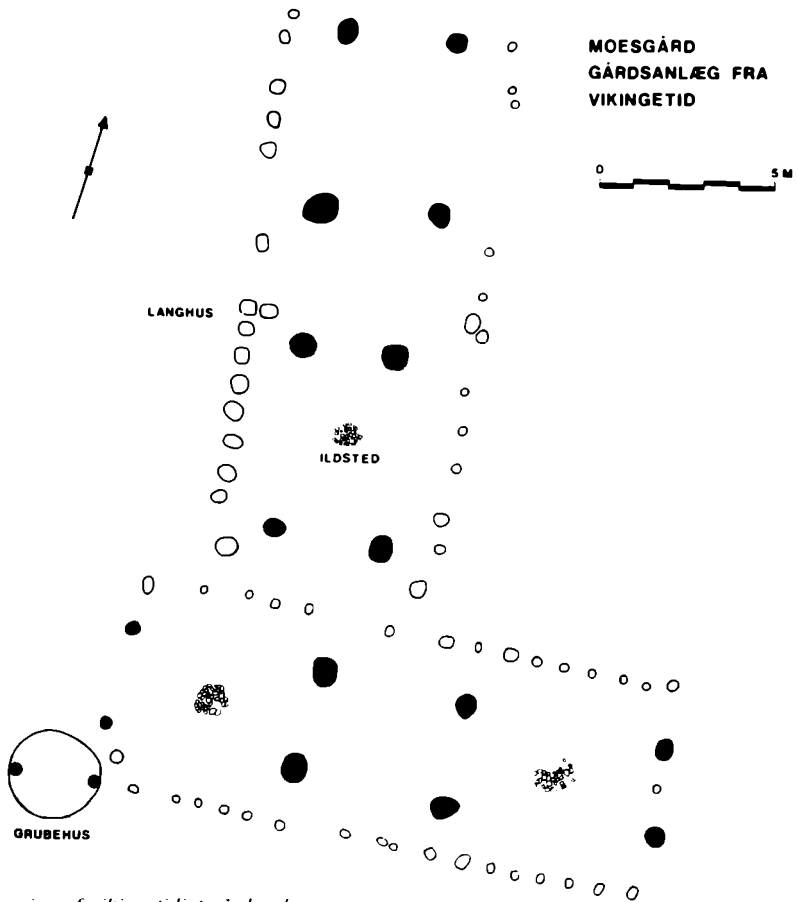 MOESGÅRD
GÅRDSANLÆG FRA
VIKINGETID
0 5 M
LANGHUS
ILDSTED
GRUBEHUS